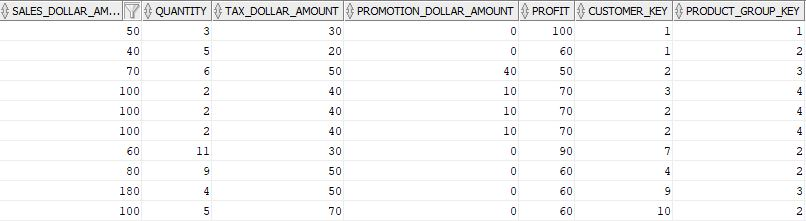 SALES_DOLLAR_AM... QUANTITY TAX_DOLLAR_AMOUNT PROMOTION_DOLLAR_AMOUNT PROFIT CUSTOMER_KEY PRODUCT_GROUP_KEY
50 3 30 0 100 1 1
40 5 20 0 60 1 2
70 6 50 40 50 2 3
100 2 40 10 70 3 4
100 2 40 10 70 2 4
100 2 40 10 70 2 4
60 11 30 0 90 7 2
80 9 50 0 60 4 2
180 4 50 0 60 9 3
100 5 70 0 60 10 2